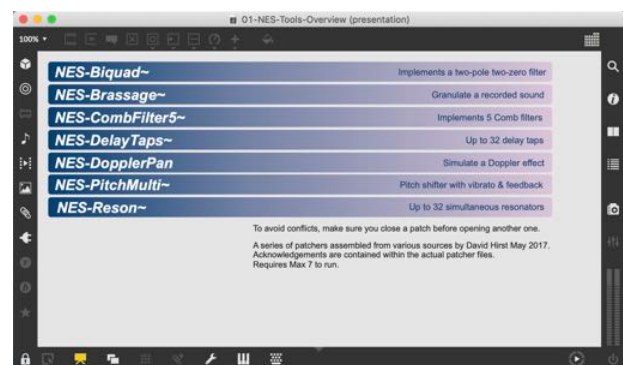 01-NES-Tools-Overview (presentation)
100%
NES-Biquad~ Implements a two-pole two-zero filter
NES-Brassage~ Granulate a recorded sound
NES-CombFilter5~ Implements 5 Comb filters
NES-DelayTaps~ Up to 32 delay taps
NES-DopplerPan Simulate a Doppler effect
NES-PitchMulti~ Pitch shifter with vibrato & feedback
NES-Reson~ Up to 32 simultaneous resonators
To avoid conflicts, make sure you close a patch before opening another one.
A series of patchers assembled from various sources by David Hirst May 2017.
Acknowledgements are contained within the actual patcher files.
Requires Max 7 to run.